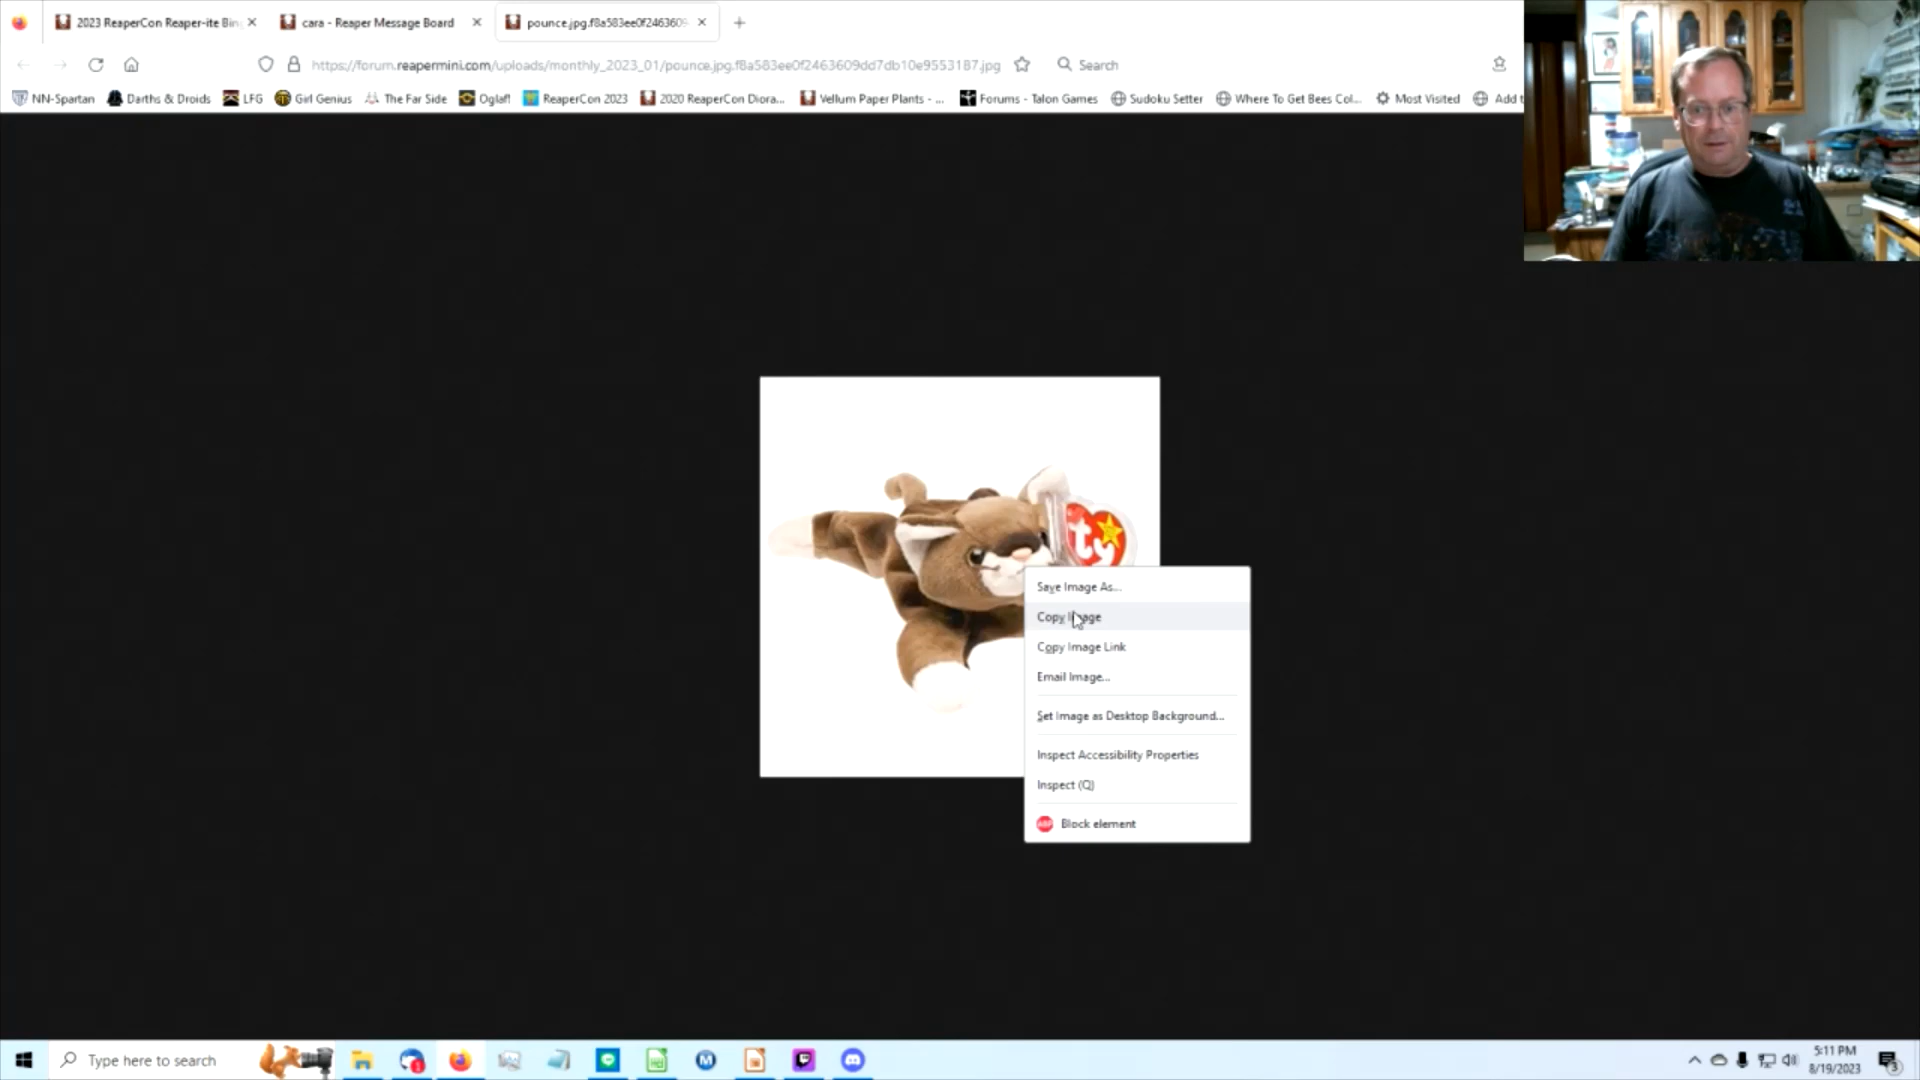 2023 ReaperCon Reaper-ite Bin
cara - Reaper Message Board
pounce.jpg.f8a583ee0f2463609
https://forum.reapermini.com/uploads/monthly_2023_01/pounce.jpg.f8a583ee0f2463609dd7db10e9553187.jpg
Search
NN-Spartan
Darths & Droids
LFG
Girl Genius
The Far Side
Oglaf!
ReaperCon 2023
2020 ReaperCon Diora...
Vellum Paper Plants - ...
Forums - Talon Games
Sudoku Setter
Where To Get Bees Col...
Most Visited
Add t
ty
Save Image As...
Copy Image
Copy Image Link
Email Image...
Set Image as Desktop Background...
Inspect Accessibility Properties
Inspect (Q)
ABP Block element
Type here to search
5:11 PM
8/19/2023
3